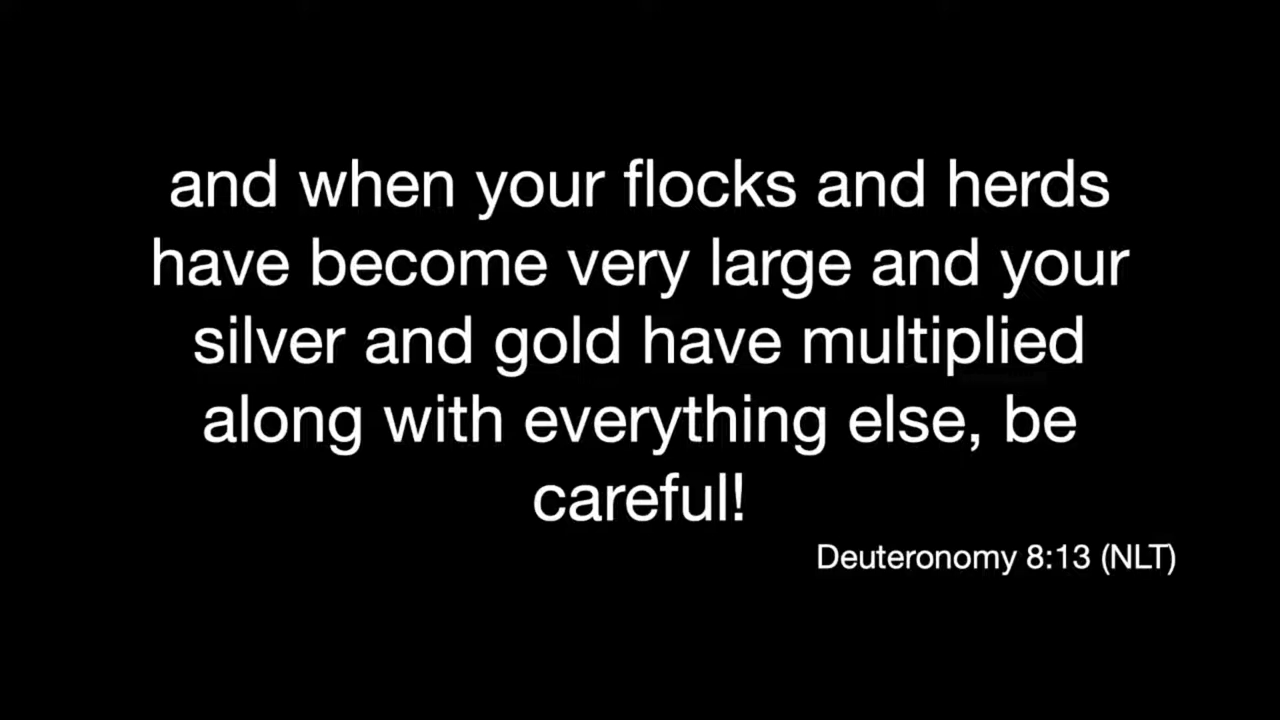 and when your flocks and herds
have become very large and your
silver and gold have multiplied
along with everything else, be
careful!
Deuteronomy 8:13 (NLT)